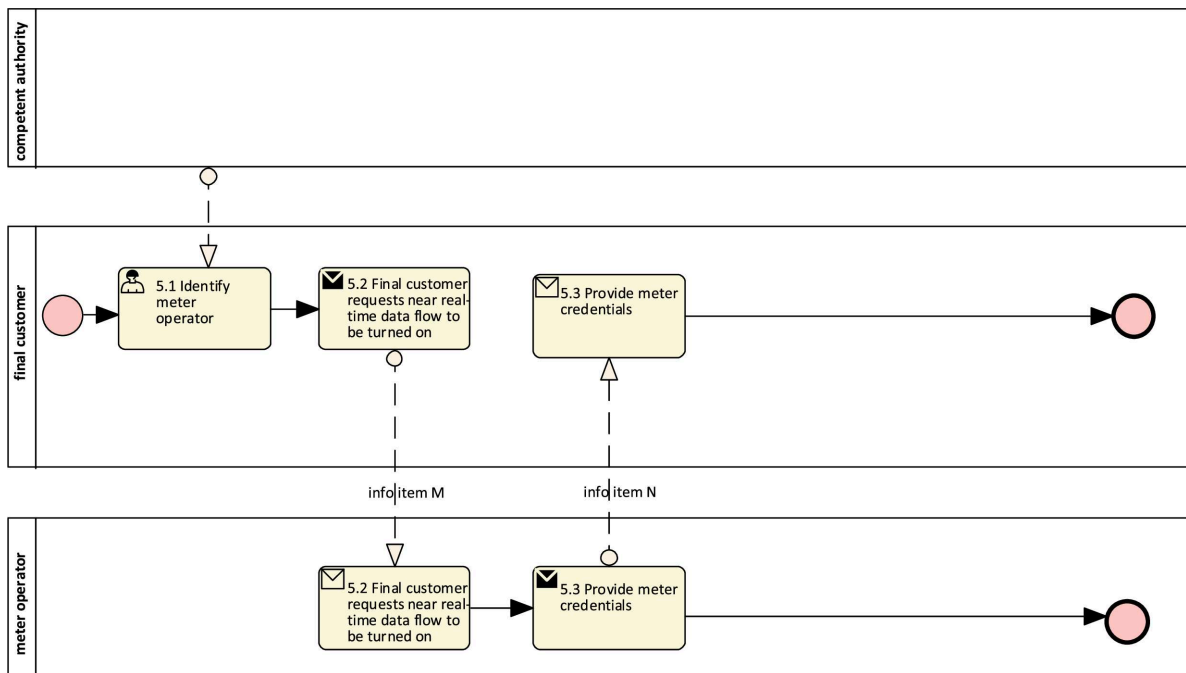 competent authority
final customer
5.1 Identify
meter
operator
5.2 Final customer
requests near real-
time data flow to
be turned on
5.3 Provide meter
credentials
info item M
info item N
meter operator
5.2 Final customer
requests near real-
time data flow to
be turned on
5.3 Provide meter
credentials